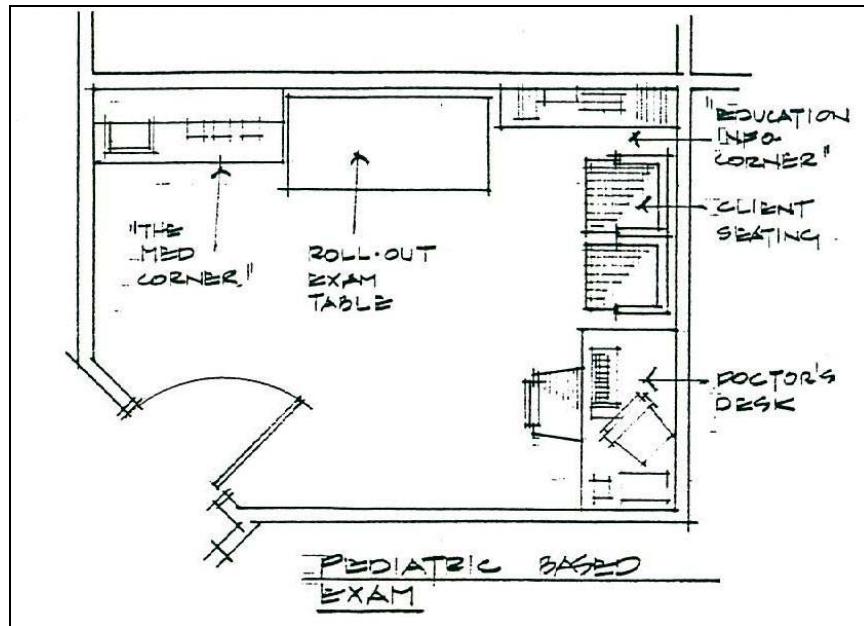 "EDUCATION
INFO
CORNER"
CLIENT
SEATING
"THE
MED
CORNER"
ROLL-OUT
EXAM
TABLE
DOCTOR'S
DESK
PEDIATRIC BASED
EXAM